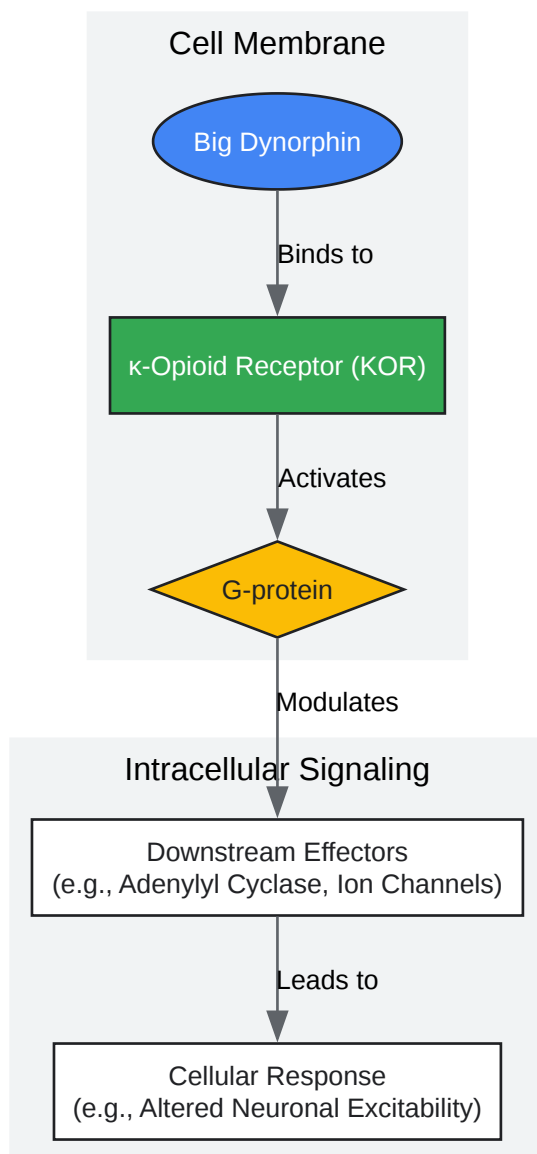 Cell Membrane
Big Dynorphin
Binds to
κ-Opioid Receptor (KOR)
Activates
G-protein
Modulates
Intracellular Signaling
Downstream Effectors
(e.g., Adenylyl Cyclase, Ion Channels)
Leads to
Cellular Response
(e.g., Altered Neuronal Excitability)